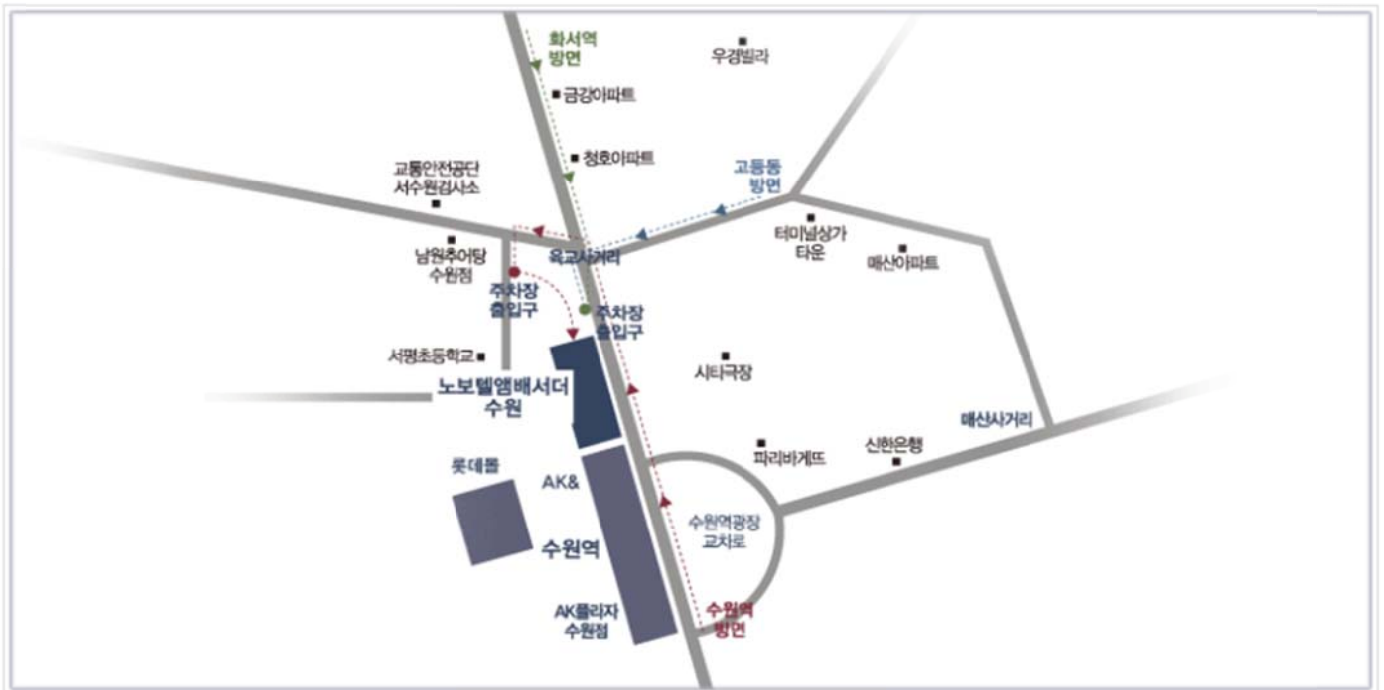 화서역
방면
우경빌라
금강아파트
청호아파트
교통안전공단
서수원검사소
고등동
방면
남원추어탕
수원점
육교사거리
터미널상가
타운
매산아파트
주차장
출입구
주차장
출입구
서평초등학교
시타극장
노보텔앰배서더
수원
매산사거리
신한은행
파리바게뜨
롯데몰
AK&
수원역광장
교차로
수원역
AK플라자
수원점
수원역
방면